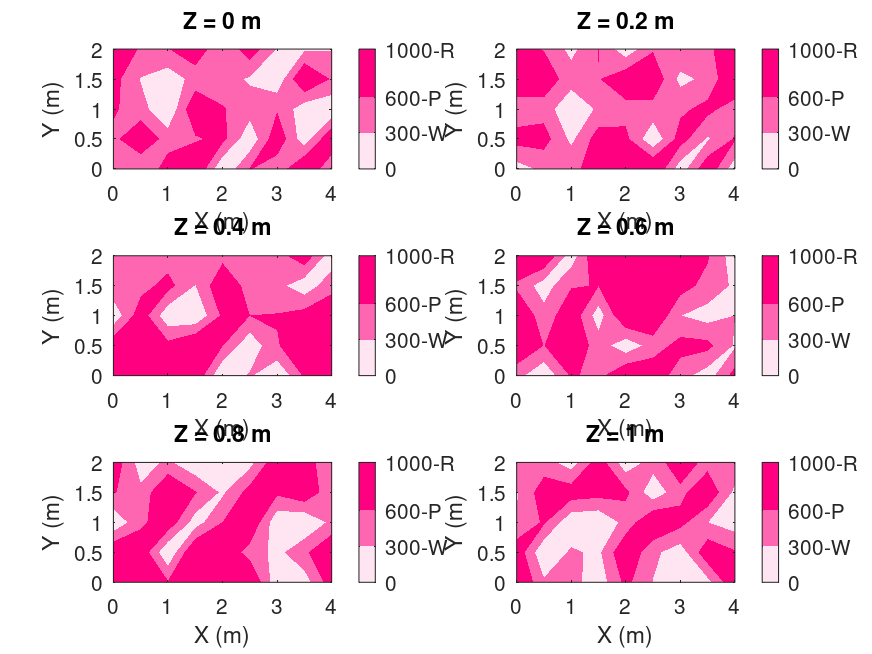 Z = 0 m
Y (m)
2
1.5
1
0.5
0
0 1 2 3 4
X (m)
1000-R
600-P
300-W
0
Z = 0.2 m
Y (m)
2
1.5
1
0.5
0
0 1 2 3 4
X (m)
1000-R
600-P
300-W
0
Z = 0.4 m
Y (m)
2
1.5
1
0.5
0
0 1 2 3 4
X (m)
1000-R
600-P
300-W
0
Z = 0.6 m
Y (m)
2
1.5
1
0.5
0
0 1 2 3 4
X (m)
1000-R
600-P
300-W
0
Z = 0.8 m
Y (m)
2
1.5
1
0.5
0
0 1 2 3 4
X (m)
1000-R
600-P
300-W
0
Z = 1 m
Y (m)
2
1.5
1
0.5
0
0 1 2 3 4
X (m)
1000-R
600-P
300-W
0